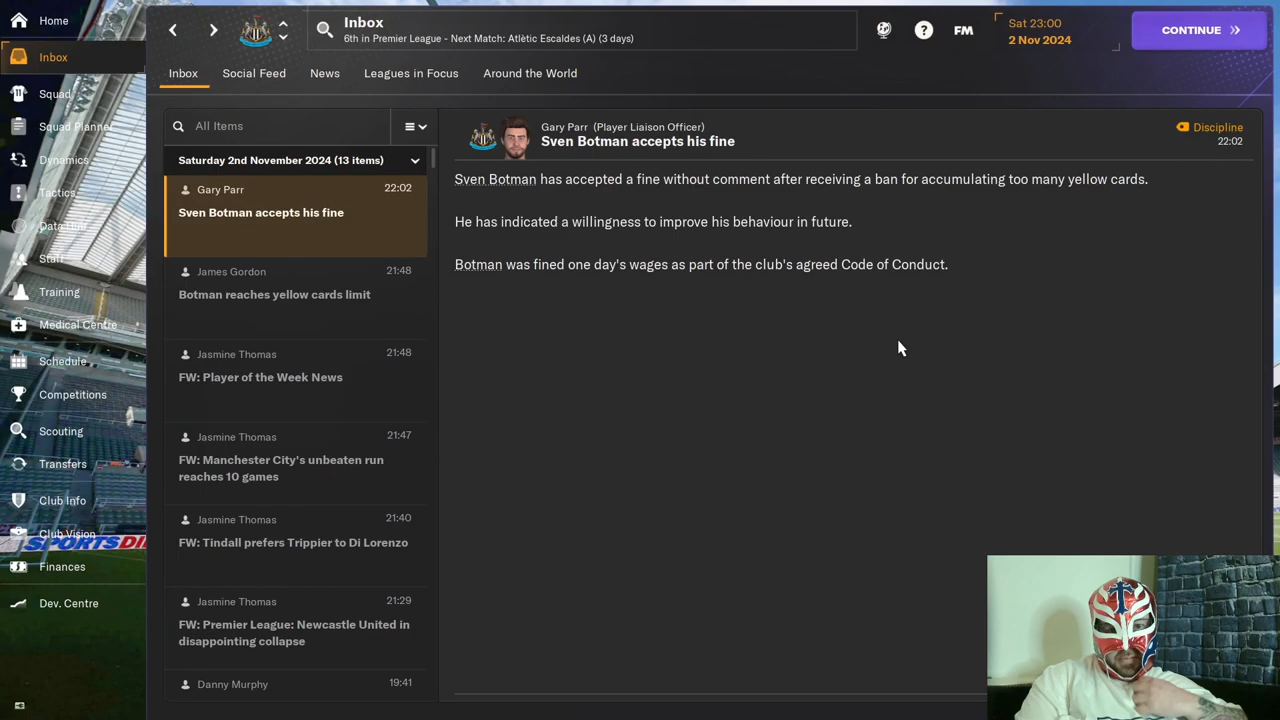 Home
Inbox
Squad
Squad Planner
Dynamics
Tactics
Data Hub
Staff
Training
Medical Centre
Schedule
Competitions
Scouting
Transfers
Club Info
Club Vision
Finances
Dev. Centre
SPORTS DI
Inbox
6th in Premier League - Next Match: Atlètic Escaldes (A) (3 days)
FM
Sat 23:00
2 Nov 2024
CONTINUE
Inbox
Social Feed
News
Leagues in Focus
Around the World
All Items
Saturday 2nd November 2024 (13 items)
Gary Parr 22:02
Sven Botman accepts his fine
James Gordon 21:48
Botman reaches yellow cards limit
Jasmine Thomas 21:48
FW: Player of the Week News
Jasmine Thomas 21:47
FW: Manchester City's unbeaten run
reaches 10 games
Jasmine Thomas 21:40
FW: Tindall prefers Trippier to Di Lorenzo
Jasmine Thomas 21:29
FW: Premier League: Newcastle United in
disappointing collapse
Danny Murphy 19:41
Gary Parr (Player Liaison Officer)
Sven Botman accepts his fine
Discipline
22:02
Sven Botman has accepted a fine without comment after receiving a ban for accumulating too many yellow cards.
He has indicated a willingness to improve his behaviour in future.
Botman was fined one day's wages as part of the club's agreed Code of Conduct.